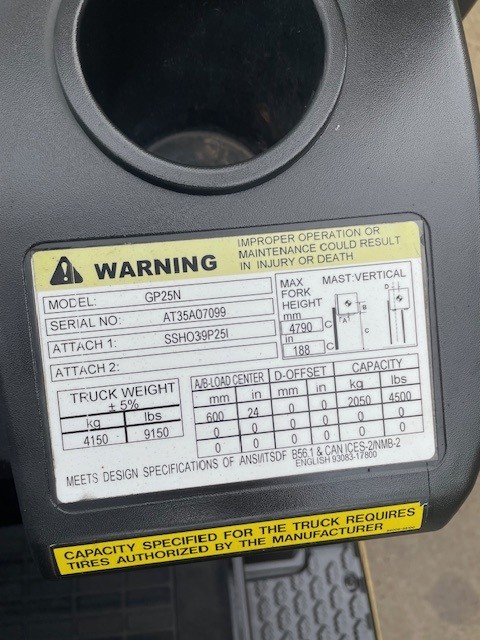 WARNING
IMPROPER OPERATION OR
MAINTENANCE COULD RESULT
IN INJURY OR DEATH
MODEL: GP25N
SERIAL NO: AT35A07099
ATTACH 1: SSHO39P25I
ATTACH 2:
MAX
FORK
HEIGHT
mm
4790 C
in
188 C
MAST:VERTICAL
D
B
A
C
TRUCK WEIGHT
± 5%
kg lbs
4150 9150
A/B-LOAD CENTER D-OFFSET CAPACITY
mm in mm in kg lbs
600 24 0 0 2050 4500
0 0 0 0
0 0 0 0
MEETS DESIGN SPECIFICATIONS OF ANSI/ITSDF B56.1 & CAN ICES-2/NMB-2
ENGLISH 93083-17800
CAPACITY SPECIFIED FOR THE TRUCK REQUIRES
TIRES AUTHORIZED BY THE MANUFACTURER